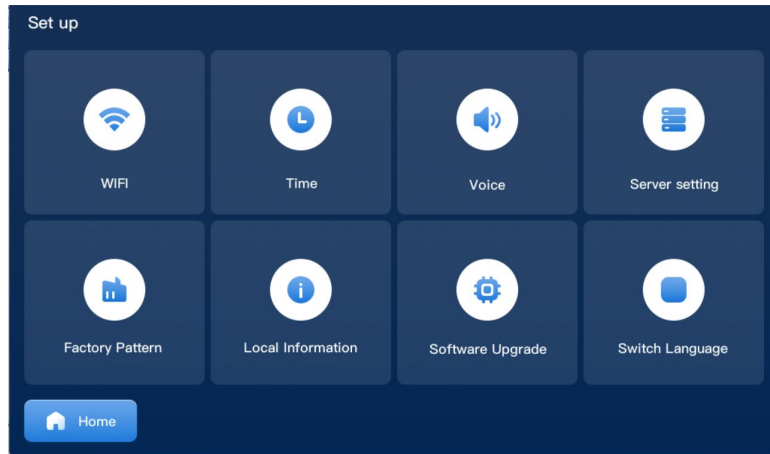 Set up
WIFI
Time
Voice
Server setting
Factory Pattern
Local Information
Software Upgrade
Switch Language
Home